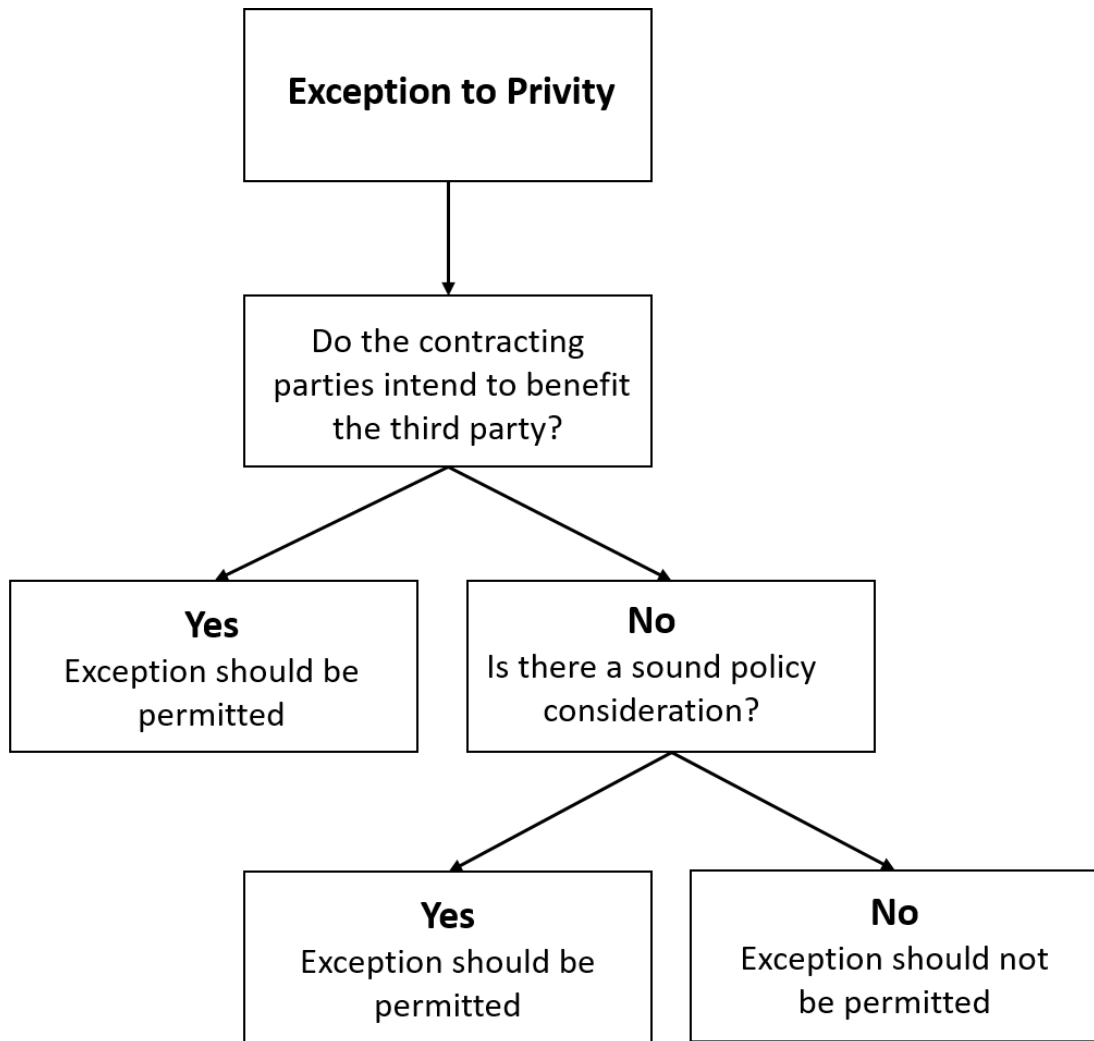 Exception to Privity
Do the contracting
parties intend to benefit
the third party?
Yes
Exception should be
permitted
No
Is there a sound policy
consideration?
Yes
Exception should be
permitted
No
Exception should not
be permitted